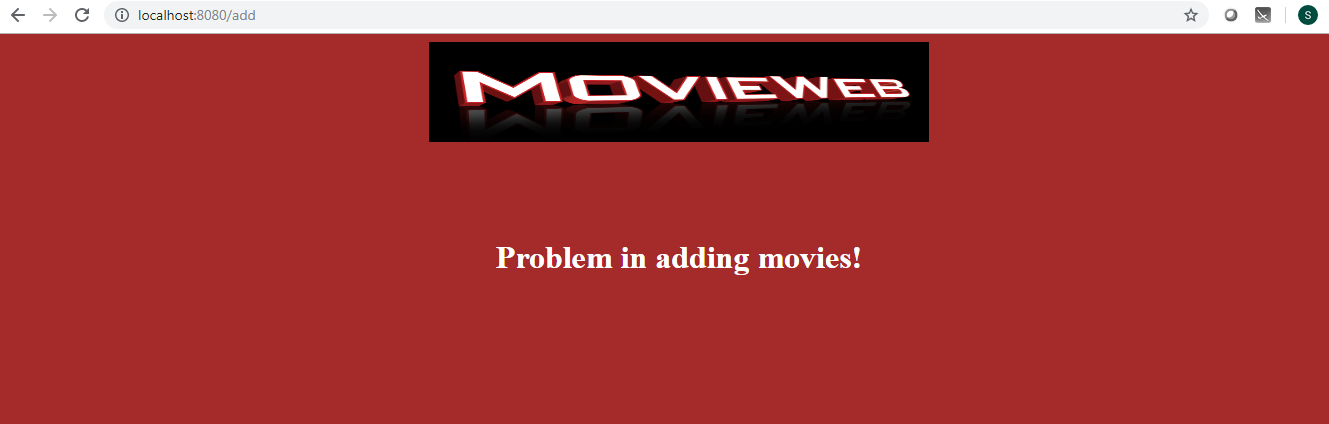 localhost:8080/add
S
MOVIEWEB
Problem in adding movies!